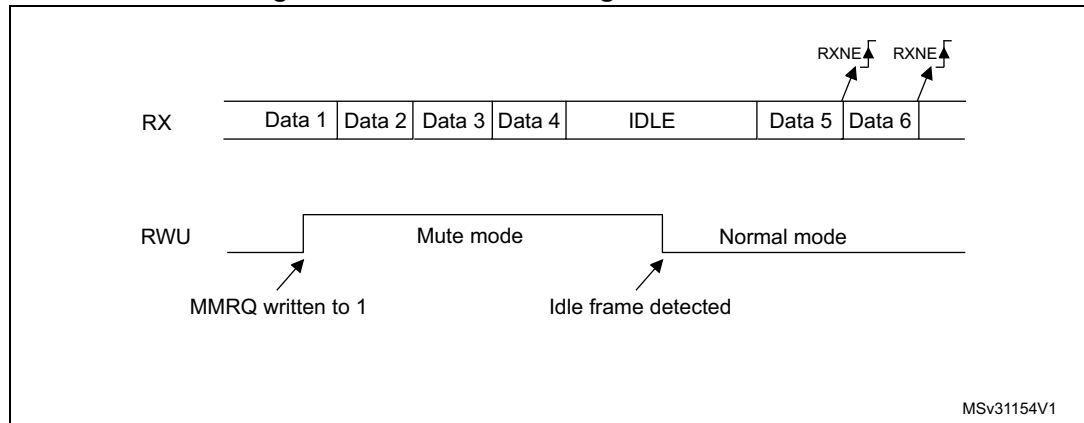 RXNE RXNE
RX Data 1 Data 2 Data 3 Data 4 IDLE Data 5 Data 6
RWU Mute mode Normal mode
MMRQ written to 1 Idle frame detected
MSv31154V1